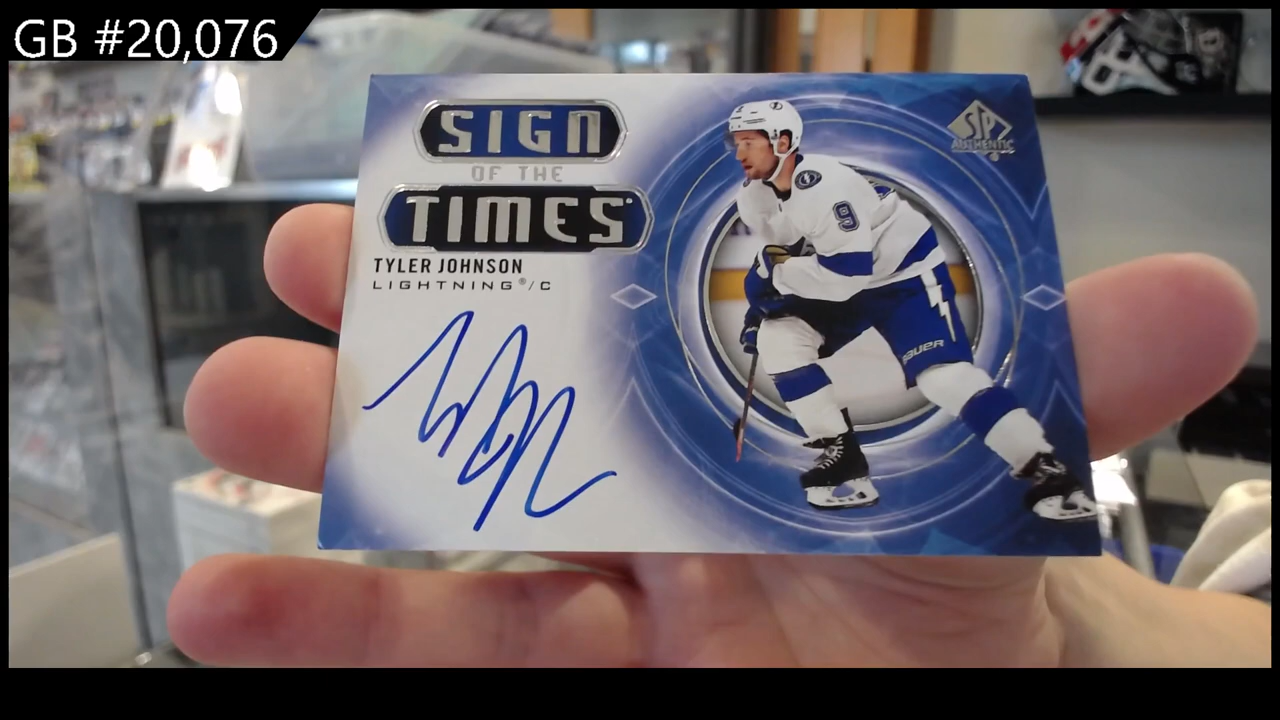 GB #20,076
SIGN
OF THE
TIMES
TYLER JOHNSON
LIGHTNING®/C
SP
AUTHENTIC
9
BAUER